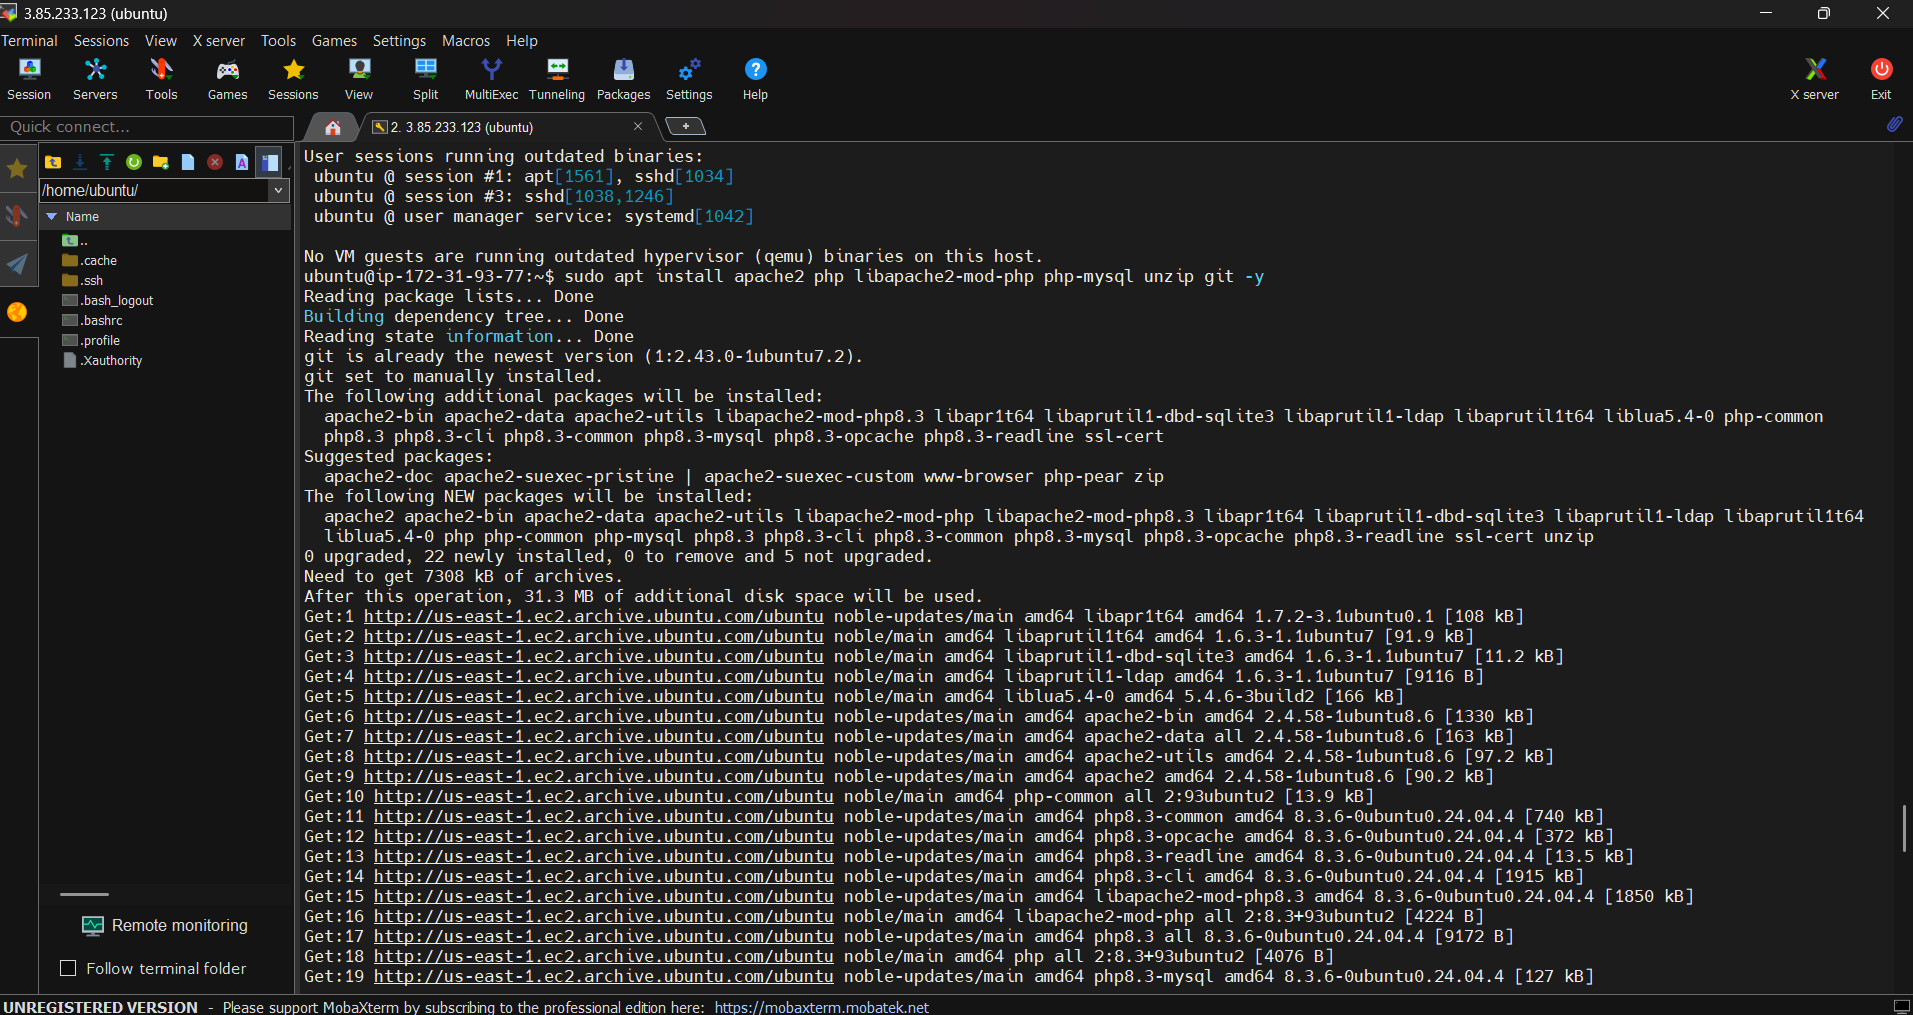 3.85.233.123 (ubuntu)
Terminal Sessions View X server Tools Games Settings Macros Help
Session Servers Tools Games Sessions View Split MultiExec Tunneling Packages Settings Help X server Exit
Quick connect...
2. 3.85.233.123 (ubuntu)
/home/ubuntu/
Name
..
.cache
.ssh
.bash_logout
.bashrc
.profile
.Xauthority
Remote monitoring
Follow terminal folder
User sessions running outdated binaries:
ubuntu @ session #1: apt[1561], sshd[1034]
ubuntu @ session #3: sshd[1038,1246]
ubuntu @ user manager service: systemd[1042]
No VM guests are running outdated hypervisor (qemu) binaries on this host.
ubuntu@ip-172-31-93-77:~$ sudo apt install apache2 php libapache2-mod-php php-mysql unzip git -y
Reading package lists... Done
Building dependency tree... Done
Reading state information... Done
git is already the newest version (1:2.43.0-1ubuntu7.2).
git set to manually installed.
The following additional packages will be installed:
apache2-bin apache2-data apache2-utils libapache2-mod-php8.3 libapr1t64 libaprutil1-dbd-sqlite3 libaprutil1-ldap libaprutil1t64 liblua5.4-0 php-common
php8.3 php8.3-cli php8.3-common php8.3-mysql php8.3-opcache php8.3-readline ssl-cert
Suggested packages:
apache2-doc apache2-suexec-pristine | apache2-suexec-custom www-browser php-pear zip
The following NEW packages will be installed:
apache2 apache2-bin apache2-data apache2-utils libapache2-mod-php libapache2-mod-php8.3 libapr1t64 libaprutil1-dbd-sqlite3 libaprutil1-ldap libaprutil1t64
liblua5.4-0 php php-common php-mysql php8.3 php8.3-cli php8.3-common php8.3-mysql php8.3-opcache php8.3-readline ssl-cert unzip
0 upgraded, 22 newly installed, 0 to remove and 5 not upgraded.
Need to get 7308 kB of archives.
After this operation, 31.3 MB of additional disk space will be used.
Get:1 http://us-east-1.ec2.archive.ubuntu.com/ubuntu noble-updates/main amd64 libapr1t64 amd64 1.7.2-3.1ubuntu0.1 [108 kB]
Get:2 http://us-east-1.ec2.archive.ubuntu.com/ubuntu noble/main amd64 libaprutil1t64 amd64 1.6.3-1.1ubuntu7 [91.9 kB]
Get:3 http://us-east-1.ec2.archive.ubuntu.com/ubuntu noble/main amd64 libaprutil1-dbd-sqlite3 amd64 1.6.3-1.1ubuntu7 [11.2 kB]
Get:4 http://us-east-1.ec2.archive.ubuntu.com/ubuntu noble/main amd64 libaprutil1-ldap amd64 1.6.3-1.1ubuntu7 [9116 B]
Get:5 http://us-east-1.ec2.archive.ubuntu.com/ubuntu noble/main amd64 liblua5.4-0 amd64 5.4.6-3build2 [166 kB]
Get:6 http://us-east-1.ec2.archive.ubuntu.com/ubuntu noble-updates/main amd64 apache2-bin amd64 2.4.58-1ubuntu8.6 [1330 kB]
Get:7 http://us-east-1.ec2.archive.ubuntu.com/ubuntu noble-updates/main amd64 apache2-data all 2.4.58-1ubuntu8.6 [163 kB]
Get:8 http://us-east-1.ec2.archive.ubuntu.com/ubuntu noble-updates/main amd64 apache2-utils amd64 2.4.58-1ubuntu8.6 [97.2 kB]
Get:9 http://us-east-1.ec2.archive.ubuntu.com/ubuntu noble-updates/main amd64 apache2 amd64 2.4.58-1ubuntu8.6 [90.2 kB]
Get:10 http://us-east-1.ec2.archive.ubuntu.com/ubuntu noble/main amd64 php-common all 2:93ubuntu2 [13.9 kB]
Get:11 http://us-east-1.ec2.archive.ubuntu.com/ubuntu noble-updates/main amd64 php8.3-common amd64 8.3.6-0ubuntu0.24.04.4 [740 kB]
Get:12 http://us-east-1.ec2.archive.ubuntu.com/ubuntu noble-updates/main amd64 php8.3-opcache amd64 8.3.6-0ubuntu0.24.04.4 [372 kB]
Get:13 http://us-east-1.ec2.archive.ubuntu.com/ubuntu noble-updates/main amd64 php8.3-readline amd64 8.3.6-0ubuntu0.24.04.4 [13.5 kB]
Get:14 http://us-east-1.ec2.archive.ubuntu.com/ubuntu noble-updates/main amd64 php8.3-cli amd64 8.3.6-0ubuntu0.24.04.4 [1915 kB]
Get:15 http://us-east-1.ec2.archive.ubuntu.com/ubuntu noble-updates/main amd64 libapache2-mod-php8.3 amd64 8.3.6-0ubuntu0.24.04.4 [1850 kB]
Get:16 http://us-east-1.ec2.archive.ubuntu.com/ubuntu noble/main amd64 libapache2-mod-php all 2:8.3+93ubuntu2 [4224 B]
Get:17 http://us-east-1.ec2.archive.ubuntu.com/ubuntu noble-updates/main amd64 php8.3 all 8.3.6-0ubuntu0.24.04.4 [9172 B]
Get:18 http://us-east-1.ec2.archive.ubuntu.com/ubuntu noble/main amd64 php all 2:8.3+93ubuntu2 [4076 B]
Get:19 http://us-east-1.ec2.archive.ubuntu.com/ubuntu noble-updates/main amd64 php8.3-mysql amd64 8.3.6-0ubuntu0.24.04.4 [127 kB]
UNREGISTERED VERSION - Please support MobaXterm by subscribing to the professional edition here: https://mobaxterm.mobatek.net